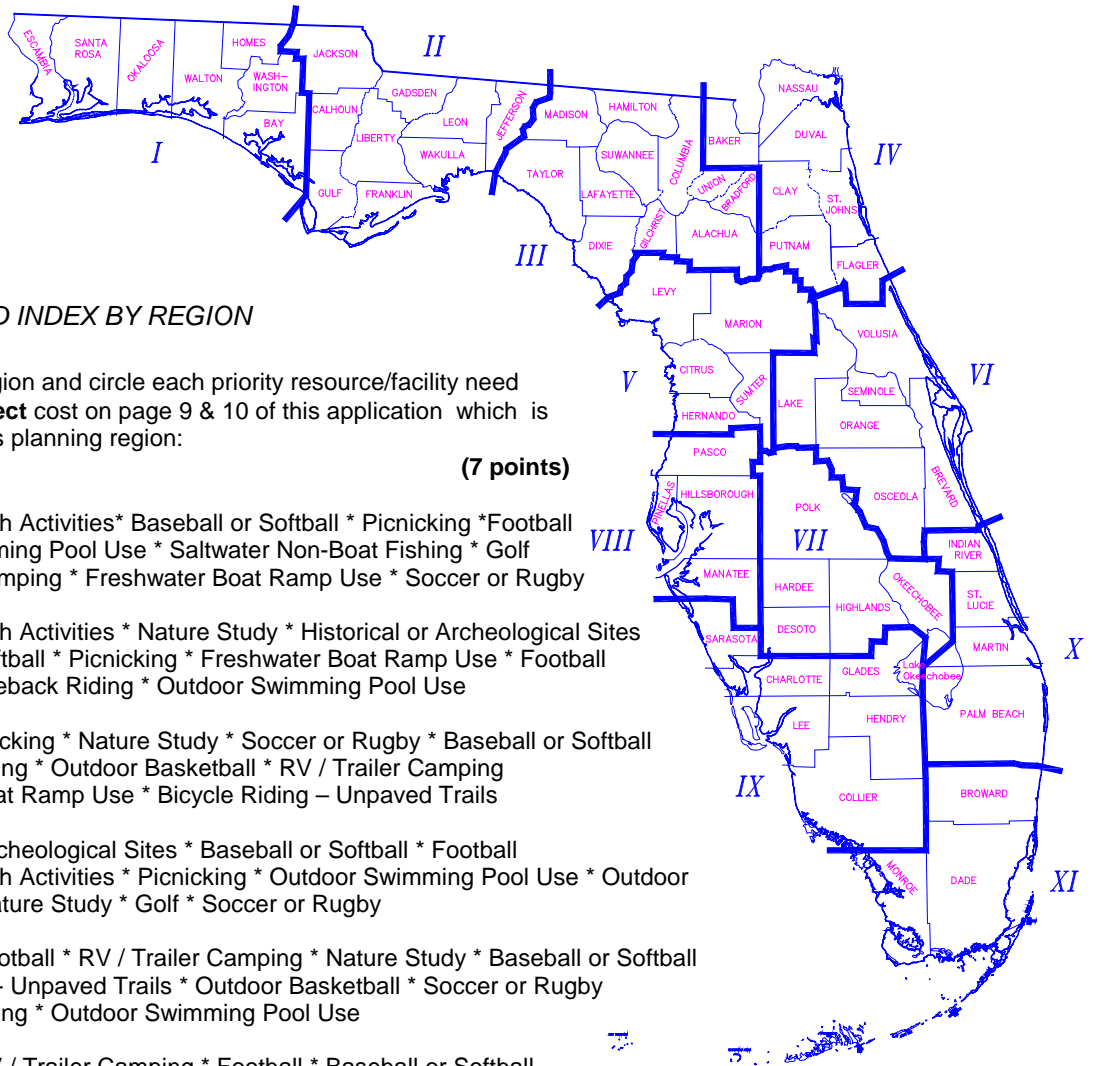 ESCAMBIA
SANTA
ROSA
OKALOOSA
WALTON
HOMES
WASH-
INGTON
BAY
I
JACKSON
II
CALHOUN
GADSDEN
LIBERTY
LEON
JEFFERSON
WAKULLA
GULF
FRANKLIN
MADISON
HAMILTON
TAYLOR
SUWANNEE
COLUMBIA
LAFAYETTE
UNION
BRADFORD
GILCHRIST
ALACHUA
DIXIE
III
BAKER
NASSAU
DUVAL
IV
CLAY
ST.
JOHNS
PUTNAM
FLAGLER
LEVY
MARION
CITRUS
V
SUMTER
HERNANDO
LAKE
VOLUSIA
SEMINOLE
VI
ORANGE
BREVARD
OSCEOLA
PASCO
PINELLAS
HILLSBOROUGH
VIII
MANATEE
POLK
VII
HARDEE
HIGHLANDS
OKEECHOBEE
DESOTO
SARASOTA
INDIAN
RIVER
ST.
LUCIE
MARTIN
X
CHARLOTTE
GLADES
Lake
Okeechobee
PALM BEACH
LEE
HENDRY
IX
COLLIER
BROWARD
MONROE
DADE
XI
D INDEX BY REGION
gion and circle each priority resource/facility need
ect cost on page 9 & 10 of this application which is
s planning region:
(7 points)
h Activities* Baseball or Softball * Picnicking *Football
ming Pool Use * Saltwater Non-Boat Fishing * Golf
mping * Freshwater Boat Ramp Use * Soccer or Rugby
h Activities * Nature Study * Historical or Archeological Sites
ftball * Picnicking * Freshwater Boat Ramp Use * Football
eback Riding * Outdoor Swimming Pool Use
cking * Nature Study * Soccer or Rugby * Baseball or Softball
ing * Outdoor Basketball * RV / Trailer Camping
at Ramp Use * Bicycle Riding – Unpaved Trails
cheological Sites * Baseball or Softball * Football
h Activities * Picnicking * Outdoor Swimming Pool Use * Outdoor
ature Study * Golf * Soccer or Rugby
ootball * RV / Trailer Camping * Nature Study * Baseball or Softball
- Unpaved Trails * Outdoor Basketball * Soccer or Rugby
ing * Outdoor Swimming Pool Use
/ Trailer Camping * Football * Baseball or Softball